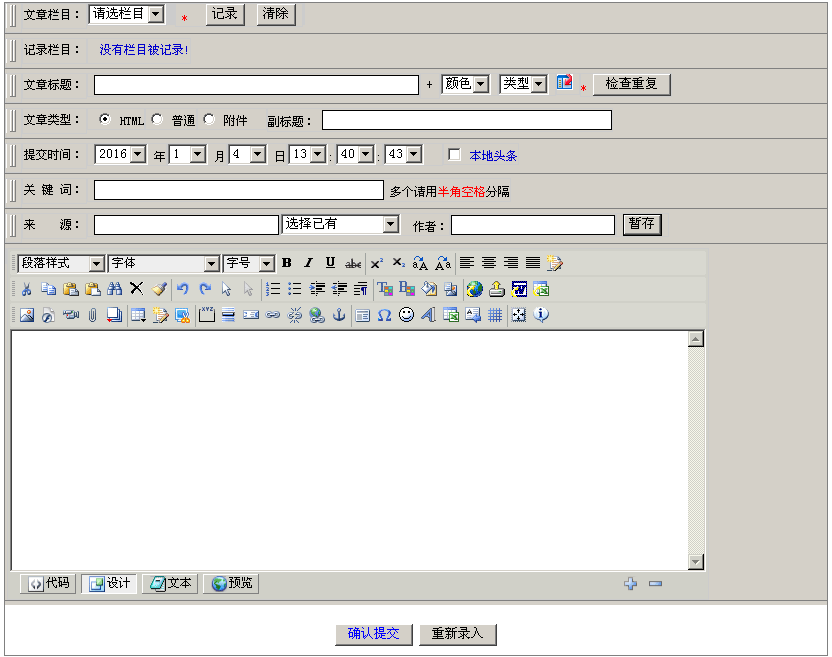 文章栏目： 请选栏目 * 记录 清除
记录栏目： 没有栏目被记录!
文章标题： + 颜色 类型 * 检查重复
文章类型： HTML 普通 附件 副标题：
提交时间： 2016 年 1 月 4 日 13 : 40 : 43 本地头条
关 键 词： 多个请用半角空格分隔
来 源： 选择已有 作者： 暂存
段落样式 字体 字号 B I U abc
代码 设计 文本 预览
确认提交 重新录入